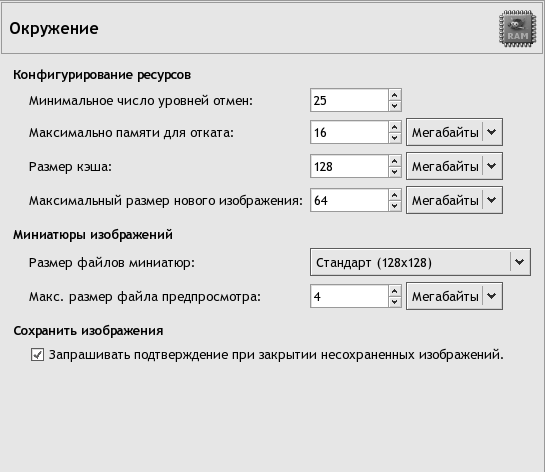 Окружение
RAM
Конфигурирование ресурсов
Минимальное число уровней отмен: 25
Максимально памяти для отката: 16 Мегабайты
Размер кэша: 128 Мегабайты
Максимальный размер нового изображения: 64 Мегабайты
Миниатюры изображений
Размер файлов миниатюр: Стандарт (128x128)
Макс. размер файла предпросмотра: 4 Мегабайты
Сохранить изображения
Запрашивать подтверждение при закрытии несохраненных изображений.